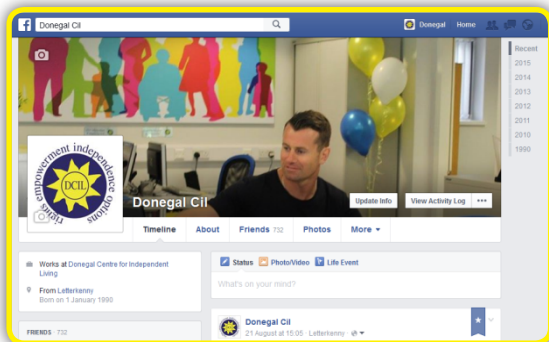 Donegal Cil
Donegal Home
Recent
2015
2014
2013
2012
2011
2010
1990
empowerment independence options rights
DCIL
Donegal Cil
Update Info
View Activity Log
Timeline About Friends 732 Photos More
Works at Donegal Centre for Independent
Living
From Letterkenny
Born on 1 January 1990
FRIENDS · 732
Status Photo/Video Life Event
What's on your mind?
Donegal Cil
21 August at 15:05 · Letterkenny ·